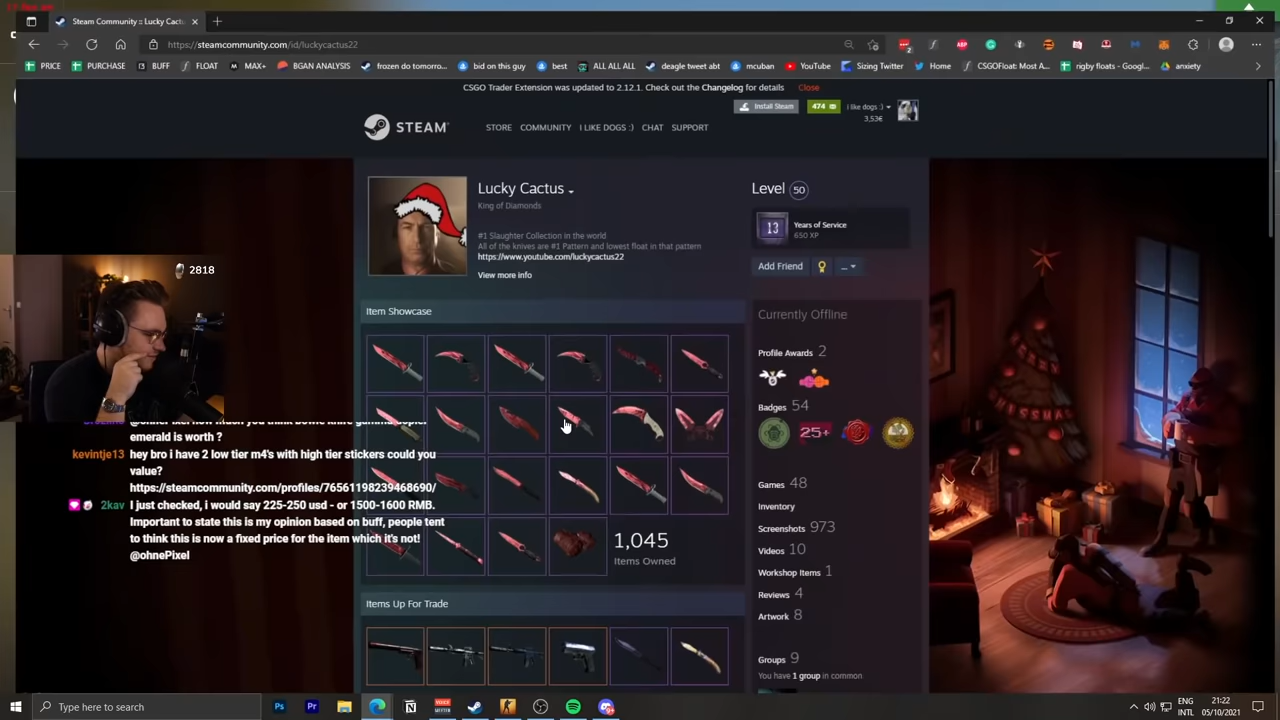 Steam Community :: Lucky Cactus
https://steamcommunity.com/id/luckycactus22
PRICE PURCHASE BUFF FLOAT MAX+ BGAN ANALYSIS frozen do tomorro... bid on this guy best ALL ALL ALL deagle tweet abt mcuban YouTube Sizing Twitter Home CSGOFloat: Most A... rigby floats - Googl... anxiety
CSGO Trader Extension was updated to 2.12.1. Check out the Changelog for details Close
Install Steam 474 i like dogs :)
3,53€
STEAM STORE COMMUNITY I LIKE DOGS :) CHAT SUPPORT
Lucky Cactus
King of Diamonds
#1 Slaughter Collection in the world
All of the knives are #1 Pattern and lowest float in that pattern
https://www.youtube.com/luckycactus22
View more info
Level 50
13 Years of Service
650 XP
Add Friend
2818
Item Showcase
1,045
Items Owned
Items Up For Trade
Currently Offline
Profile Awards 2
Badges 54
25+
Games 48
Inventory
Screenshots 973
Videos 10
Workshop Items 1
Reviews 4
Artwork 8
Groups 9
You have 1 group in common
emerald is worth ?
kevintje13 hey bro i have 2 low tier m4's with high tier stickers could you
value?
https://steamcommunity.com/profiles/76561198239468690/
2kav I just checked, i would say 225-250 usd - or 1500-1600 RMB.
Important to state this is my opinion based on buff, people tent
to think this is now a fixed price for the item which it's not!
@ohnePixel
Type here to search
ENG
INTL
21:22
05/10/2021